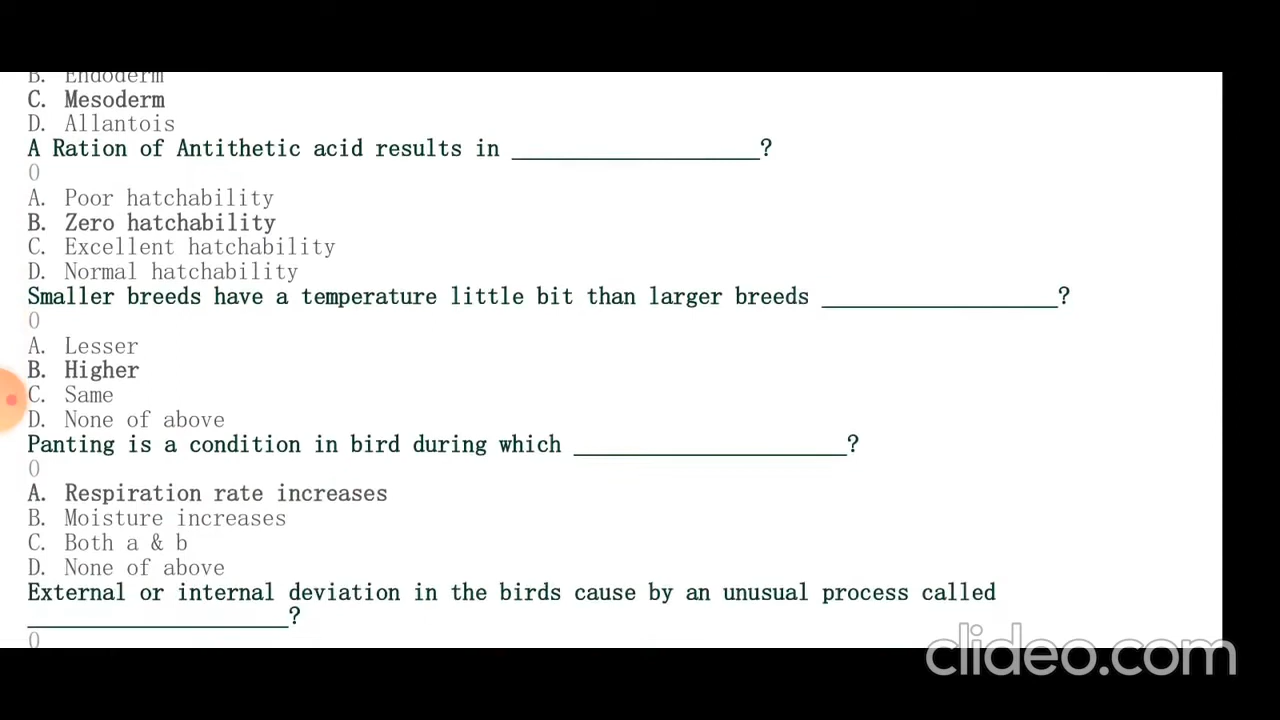 B. Endoderm
C. Mesoderm
D. Allantois
A Ration of Antithetic acid results in ____________________?
0
A. Poor hatchability
B. Zero hatchability
C. Excellent hatchability
D. Normal hatchability
Smaller breeds have a temperature little bit than larger breeds ___________________?
0
A. Lesser
B. Higher
C. Same
D. None of above
Panting is a condition in bird during which ______________________?
0
A. Respiration rate increases
B. Moisture increases
C. Both a & b
D. None of above
External or internal deviation in the birds cause by an unusual process called
_____________________?
0
clideo.com